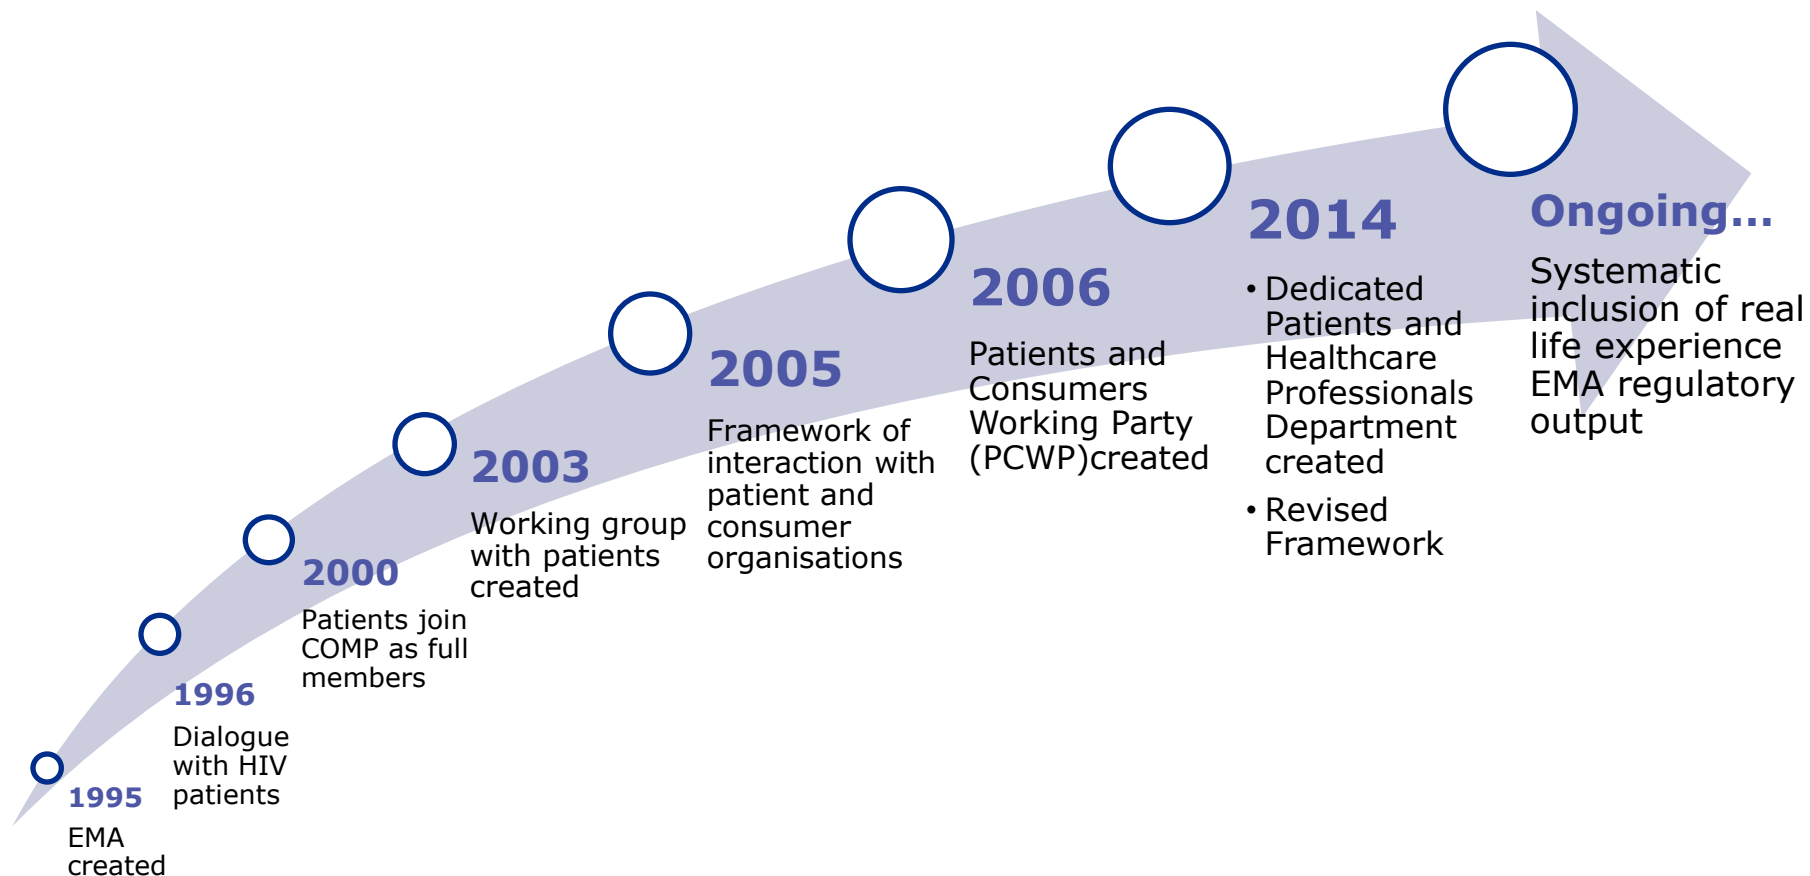 1995
EMA
created
1996
Dialogue
with HIV
patients
2000
Patients join
COMP as full
members
2003
Working group
with patients
created
2005
Framework of
interaction with
patient and
consumer
organisations
2006
Patients and
Consumers
Working Party
(PCWP)created
2014
• Dedicated
Patients and
Healthcare
Professionals
Department
created
• Revised
Framework
Ongoing...
Systematic
inclusion of real
life experience
EMA regulatory
output